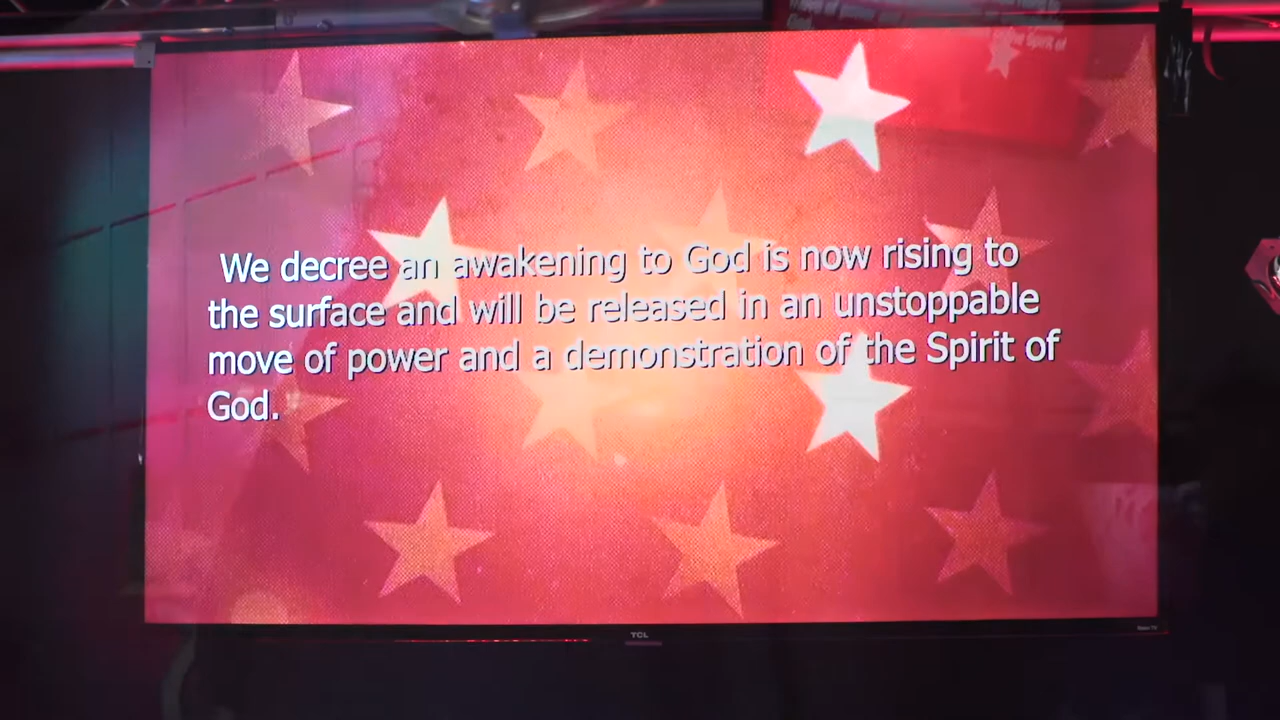 We decree an awakening to God is now rising to
the surface and will be released in an unstoppable
move of power and a demonstration of the Spirit of
God.
TCL